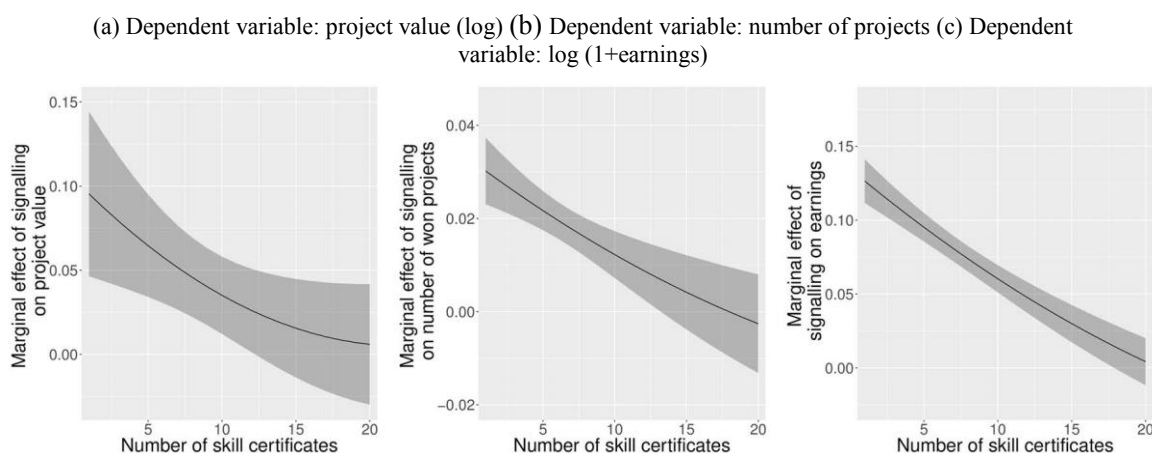 (a) Dependent variable: project value (log) (b) Dependent variable: number of projects (c) Dependent
variable: log (1+earnings)
Marginal effect of signalling
on project value
0.15
0.10
0.05
0.00
5
10
15
20
Number of skill certificates
Marginal effect of signalling
on number of won projects
0.04
0.02
0.00
−0.02
5
10
15
20
Number of skill certificates
Marginal effect of
signalling on earnings
0.15
0.10
0.05
0.00
5
10
15
20
Number of skill certificates